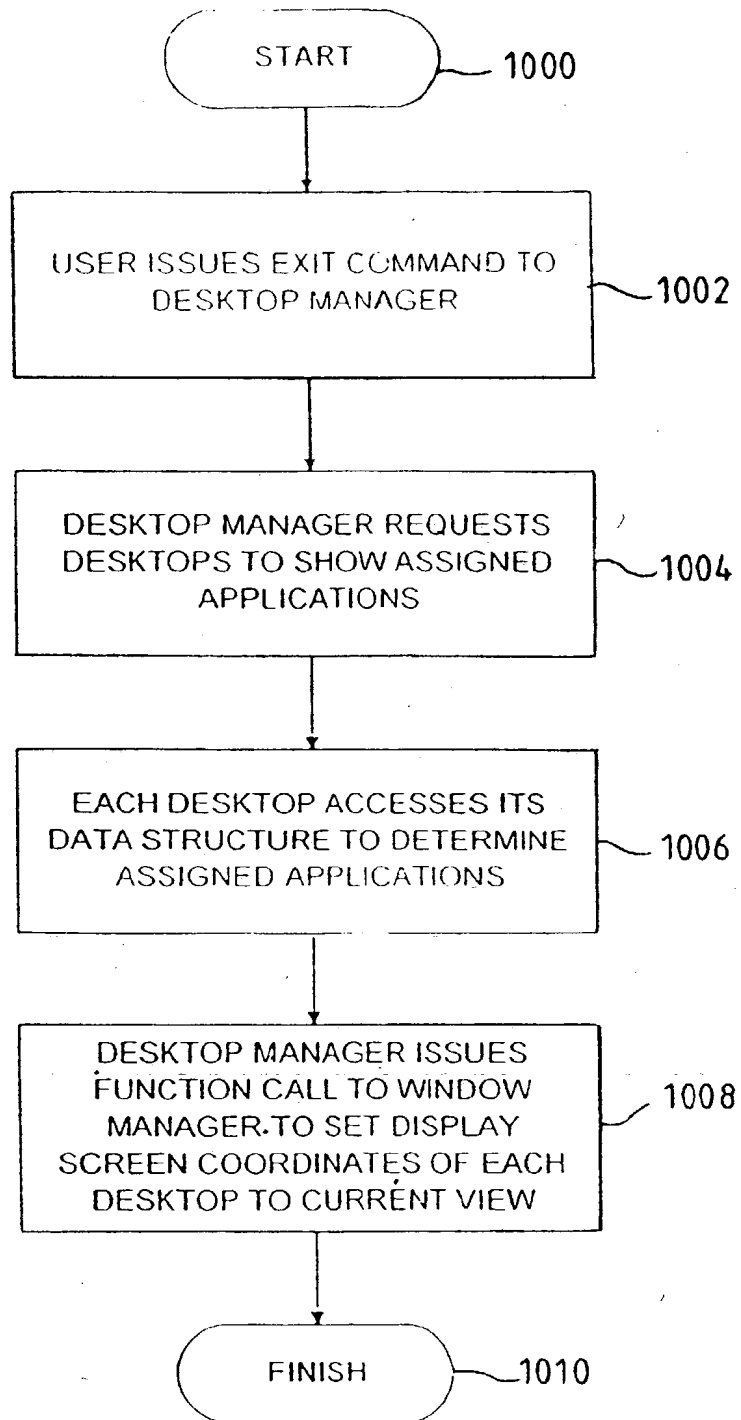 START
1000
USER ISSUES EXIT COMMAND TO
DESKTOP MANAGER
1002
DESKTOP MANAGER REQUESTS
DESKTOPS TO SHOW ASSIGNED
APPLICATIONS
1004
EACH DESKTOP ACCESSES ITS
DATA STRUCTURE TO DETERMINE
ASSIGNED APPLICATIONS
1006
DESKTOP MANAGER ISSUES
FUNCTION CALL TO WINDOW
MANAGER TO SET DISPLAY
SCREEN COORDINATES OF EACH
DESKTOP TO CURRENT VIEW
1008
FINISH
1010